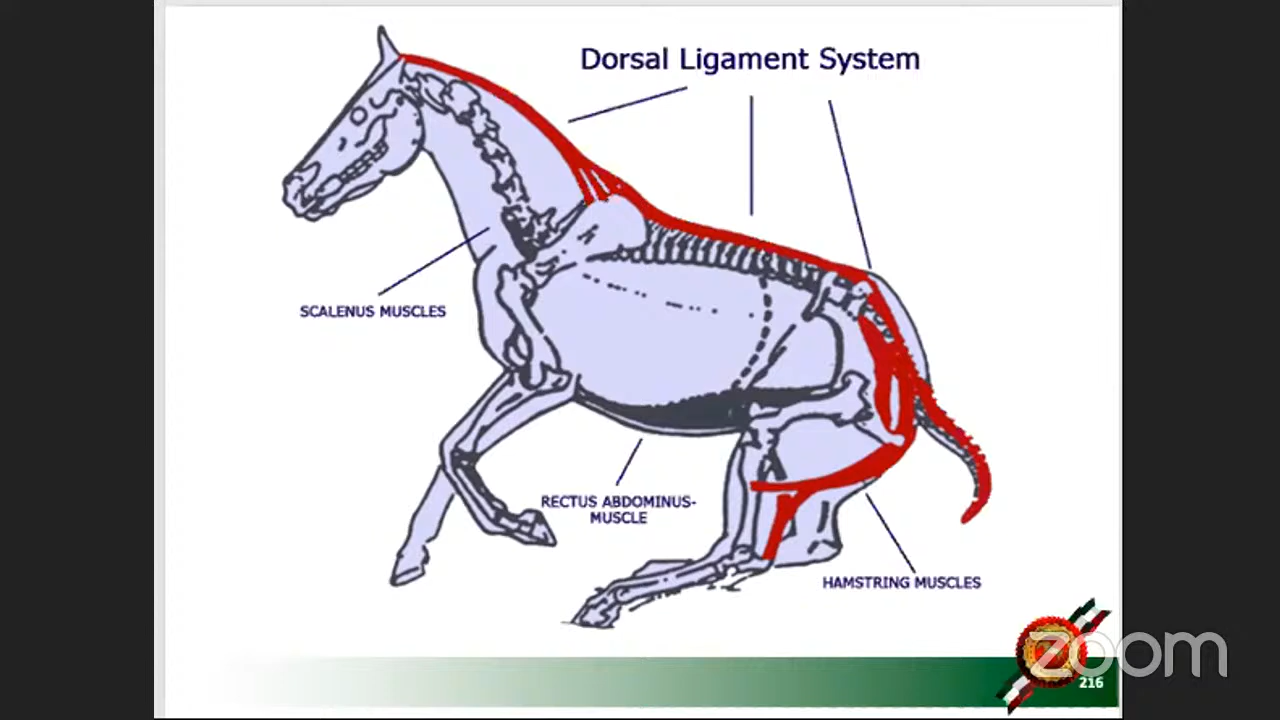 Dorsal Ligament System
SCALENUS MUSCLES
RECTUS ABDOMINUS-
MUSCLE
HAMSTRING MUSCLES
zoom
216